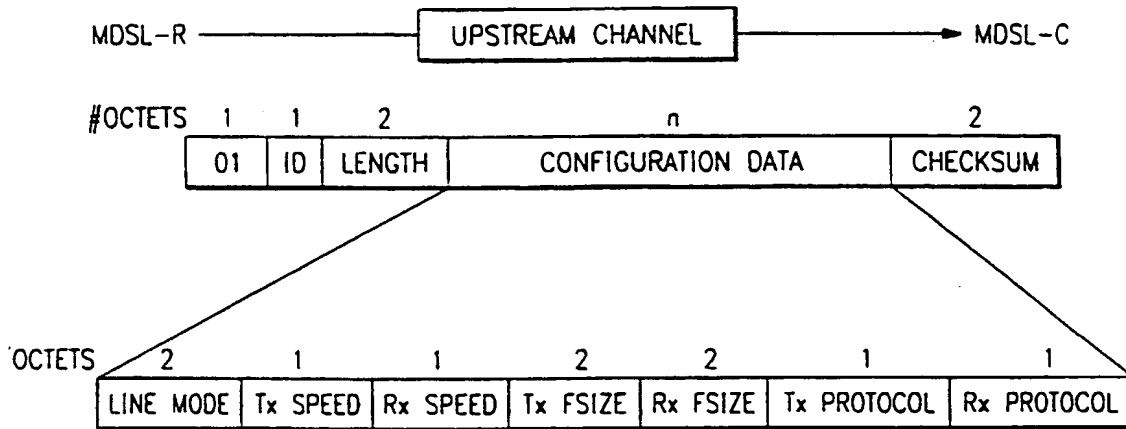 MDSL-R UPSTREAM CHANNEL MDSL-C
#OCTETS 1 1 2 n 2
01 ID LENGTH CONFIGURATION DATA CHECKSUM
OCTETS 2 1 1 2 2 1 1
LINE MODE Tx SPEED Rx SPEED Tx FSIZE Rx FSIZE Tx PROTOCOL Rx PROTOCOL